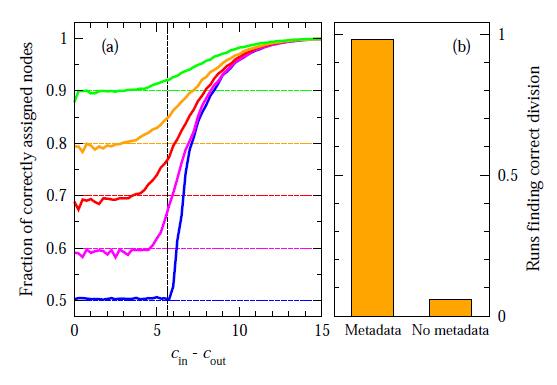 (a)
(b)
Fraction of correctly assigned nodes
1
0.9
0.8
0.7
0.6
0.5
0
5
10
15
c_in - c_out
1
0.5
0
Runs finding correct division
Metadata
No metadata